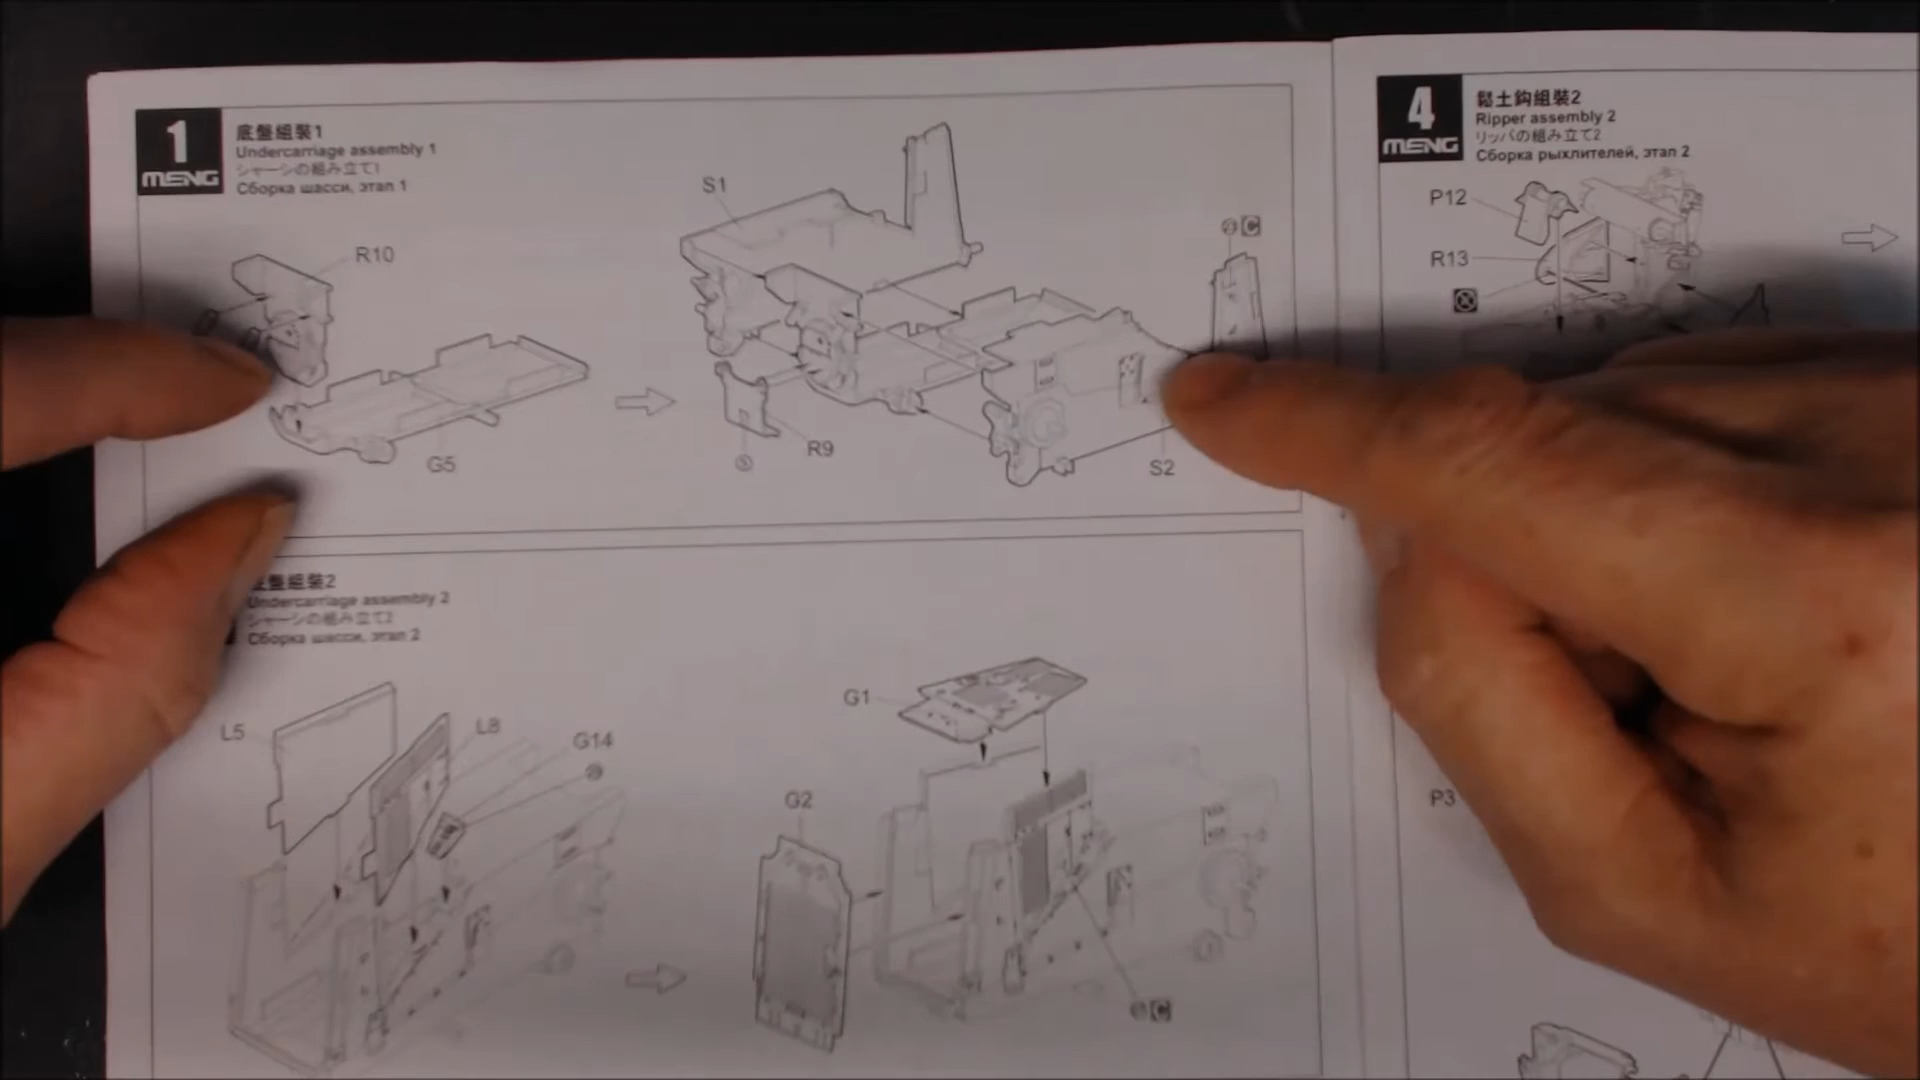 1
MENG
底盤組裝1
Undercarriage assembly 1
シャーシの組み立て1
Сборка шасси, этап 1
R10
G5
S1
C
R9
S2
盤組裝2
Undercarriage assembly 2
シャーシの組み立て2
Сборка шасси, этап 2
L5
L8
G14
G1
G2
C
4
MENG
鬆土鈎組裝2
Ripper assembly 2
リッパの組み立て2
Сборка рыхлителей, этап 2
P12
R13
P3